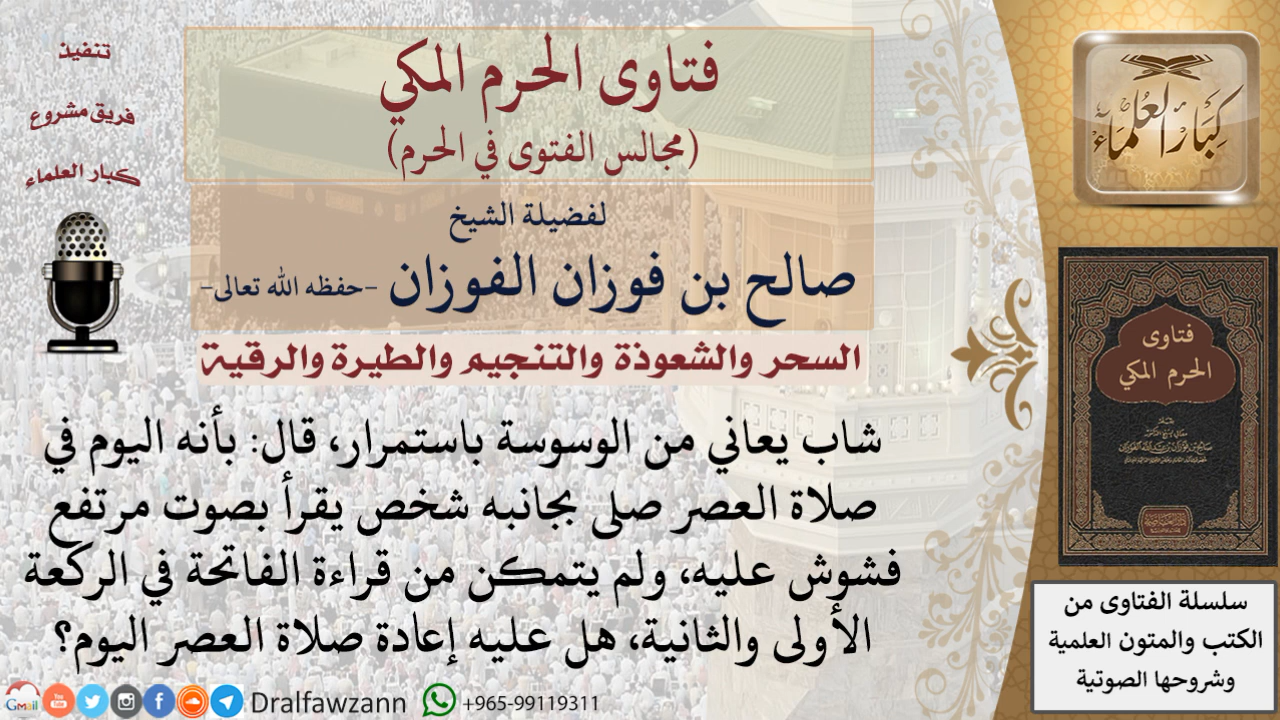 تنفيذ
فريق مشروع
كبار العلماء
فتاوى الحرم المكي
(مجالس الفتوى في الحرم)
لفضيلة الشيخ
صالح بن فوزان الفوزان -حفظه الله تعالى-
السحر والشعوذة والتنجيم والطيرة والرقية
شاب يعاني من الوسوسة باستمرار، قال: بأنه اليوم في
صلاة العصر صلى بجانبه شخص يقرأ بصوت مرتفع
فشوش عليه، ولم يتمكن من قراءة الفاتحة في الركعة
الأولى والثانية، هل عليه إعادة صلاة العصر اليوم؟
كبار العلماء
فتاوى
الحرم المكي
سلسلة الفتاوى من
الكتب والمتون العلمية
وشروحها الصوتية
Gmail
You Tube
Dralfawzann
+965-99119311